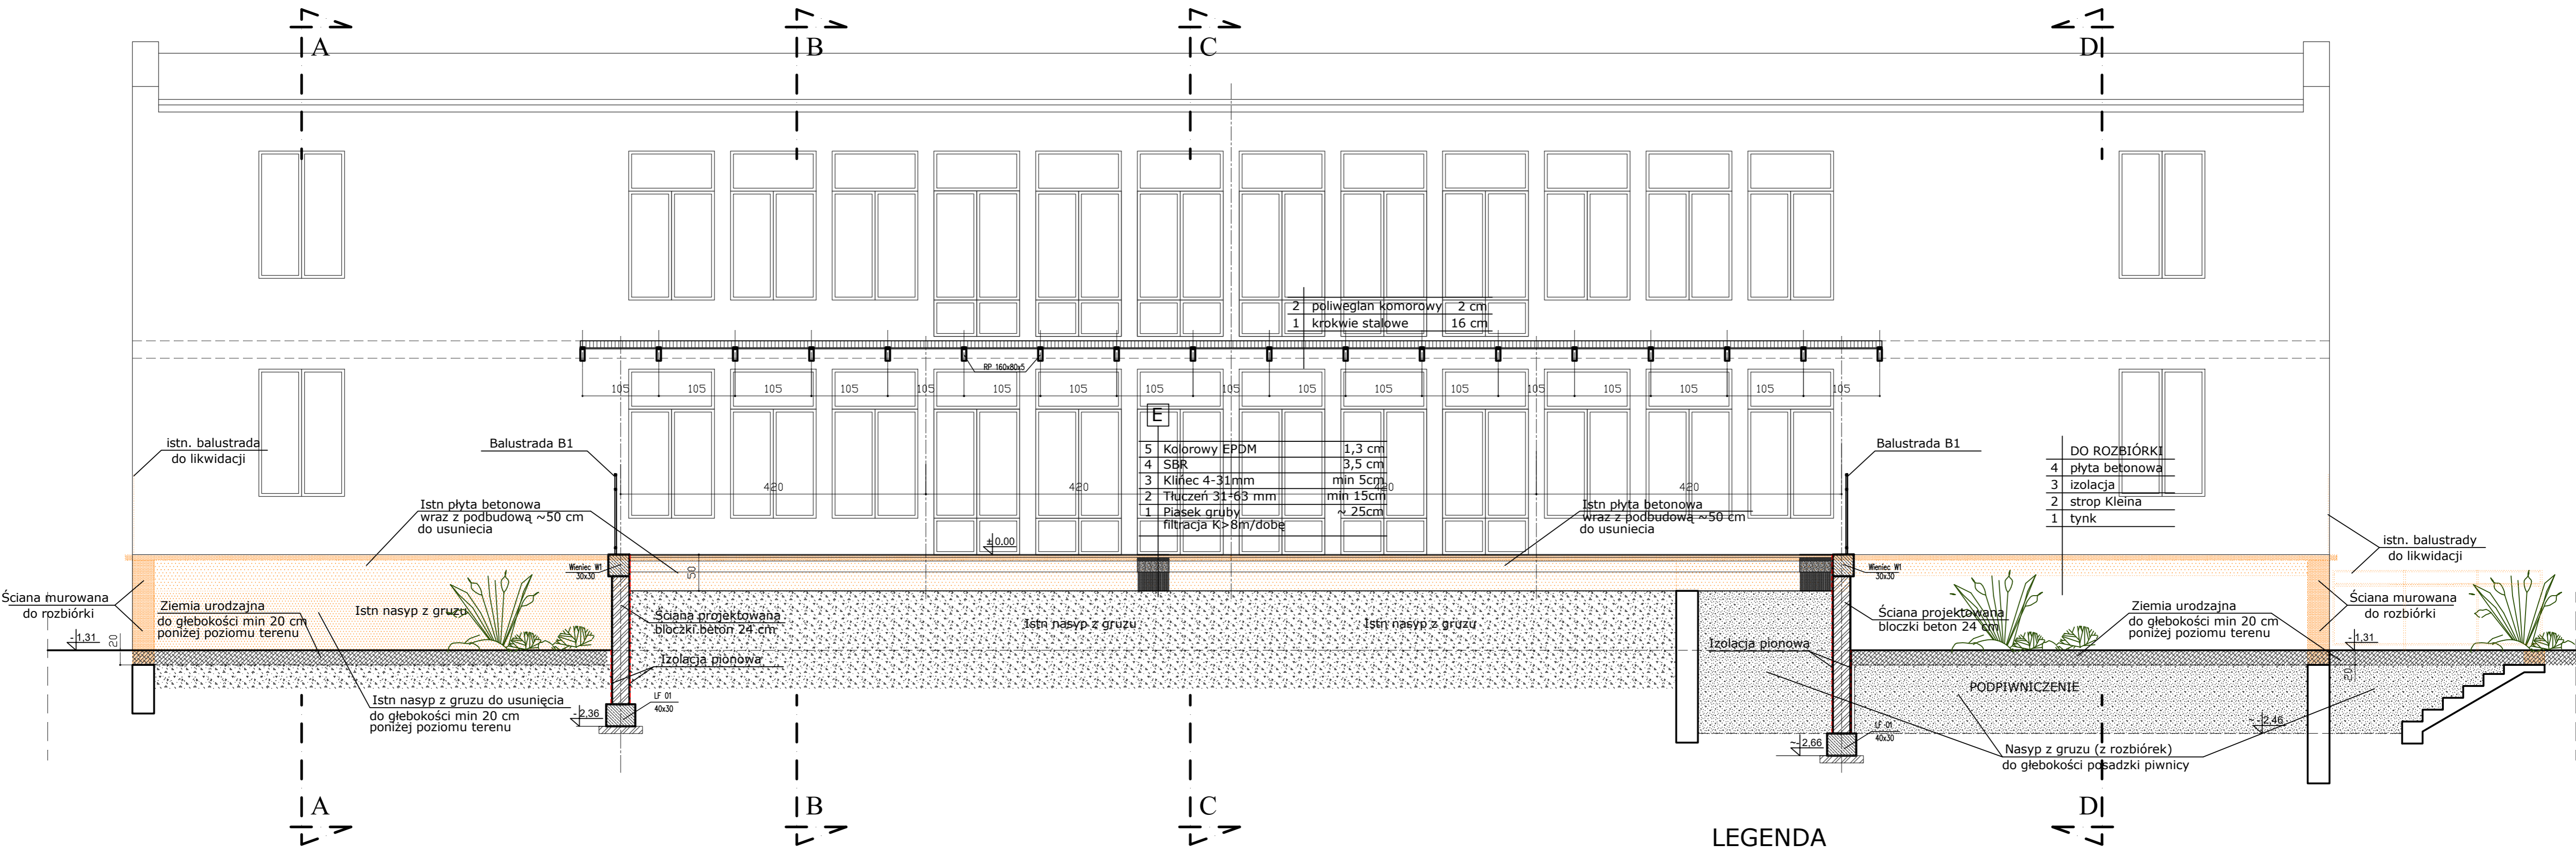 A
B
C
D
2 poliweglan komorowy 2 cm
1 krokwie stalowe 16 cm
RP 160x80x5
105 105 105 105 105 105 105 105 105 105 105 105 105 105 105 105 105
E
5 Kolorowy EPDM 1,3 cm
4 SBR 3,5 cm
3 Klińec 4-31mm min 5cm
2 Tłuczeń 31-63 mm min 15cm
1 Piasek gruby ~ 25cm
filtracja K>8m/dobę
istn. balustrada
do likwidacji
Balustrada B1
Balustrada B1
DO ROZBIÓRKI
4 płyta betonowa
3 izolacja
2 strop Kleina
1 tynk
420 420 420 420
Istn płyta betonowa
wraz z podbudową ~50 cm
do usuniecia
Istn płyta betonowa
wraz z podbudową ~50 cm
do usuniecia
±0,00
istn. balustrady
do likwidacji
Wieniec W1
30x30
50
Wieniec W1
30x30
Ściana murowana
do rozbiórki
Ziemia urodzajna
do głebokości min 20 cm
poniżej poziomu terenu
Istn nasyp z gruzu
Ściana projektowana
bloczki beton 24 cm
Istn nasyp z gruzu
Istn nasyp z gruzu
Ściana projektowana
bloczki beton 24 cm
Ziemia urodzajna
do głebokości min 20 cm
poniżej poziomu terenu
Ściana murowana
do rozbiórki
-1,31
20
Izolacja pionowa
Izolacja pionowa
-1,31
20
Istn nasyp z gruzu do usunięcia
do głebokości min 20 cm
poniżej poziomu terenu
-2,36
LF 01
40x30
PODPIWNICZENIE
~-2,66
LF 01
40x30
~-2,46
Nasyp z gruzu (z rozbiórek)
do głebokości posadzki piwnicy
A
B
C
D
LEGENDA